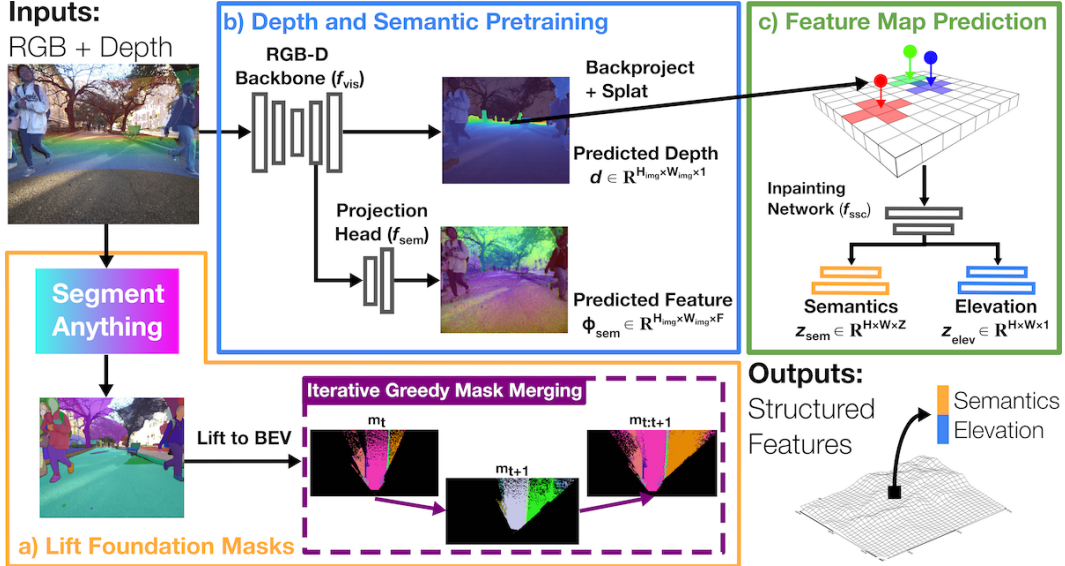 Inputs:
RGB + Depth
b) Depth and Semantic Pretraining
RGB-D
Backbone (f_vis)
Backproject
+ Splat
Predicted Depth
d ∈ R^{H_img×W_img×1}
Projection
Head (f_sem)
Predicted Feature
ϕ_sem ∈ R^{H_img×W_img×F}
c) Feature Map Prediction
Inpainting
Network (f_ssc)
Semantics
z_sem ∈ R^{H×W×Z}
Elevation
z_elev ∈ R^{H×W×1}
Segment
Anything
Lift to BEV
Iterative Greedy Mask Merging
m_t
m_{t+1}
m_{t:t+1}
a) Lift Foundation Masks
Outputs:
Structured
Features
Semantics
Elevation